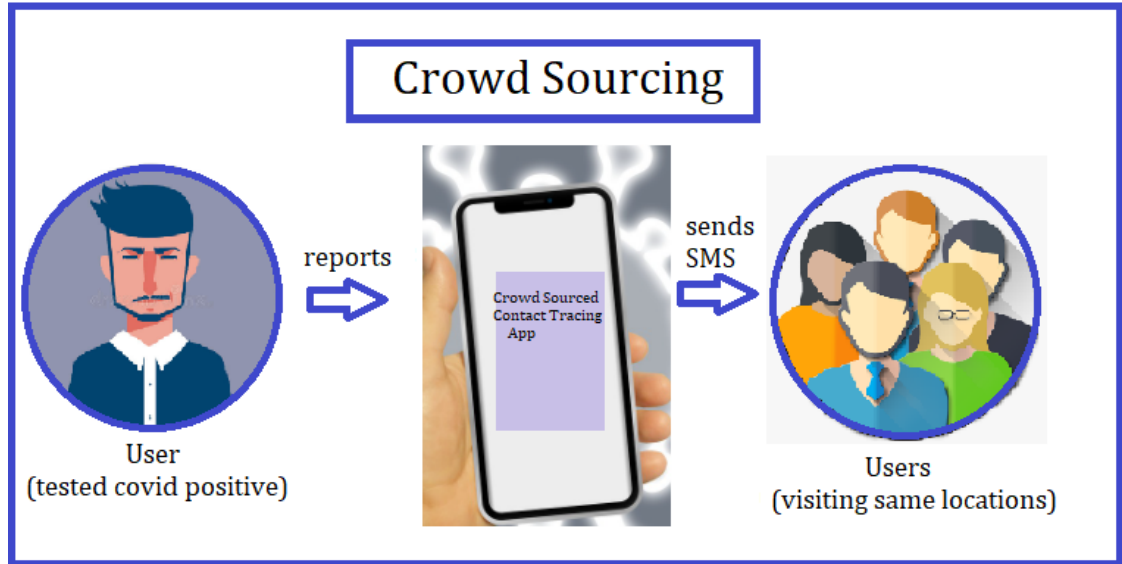 Crowd Sourcing
reports
sends
SMS
Crowd Sourced
Contact Tracing
App
User
(tested covid positive)
Users
(visiting same locations)